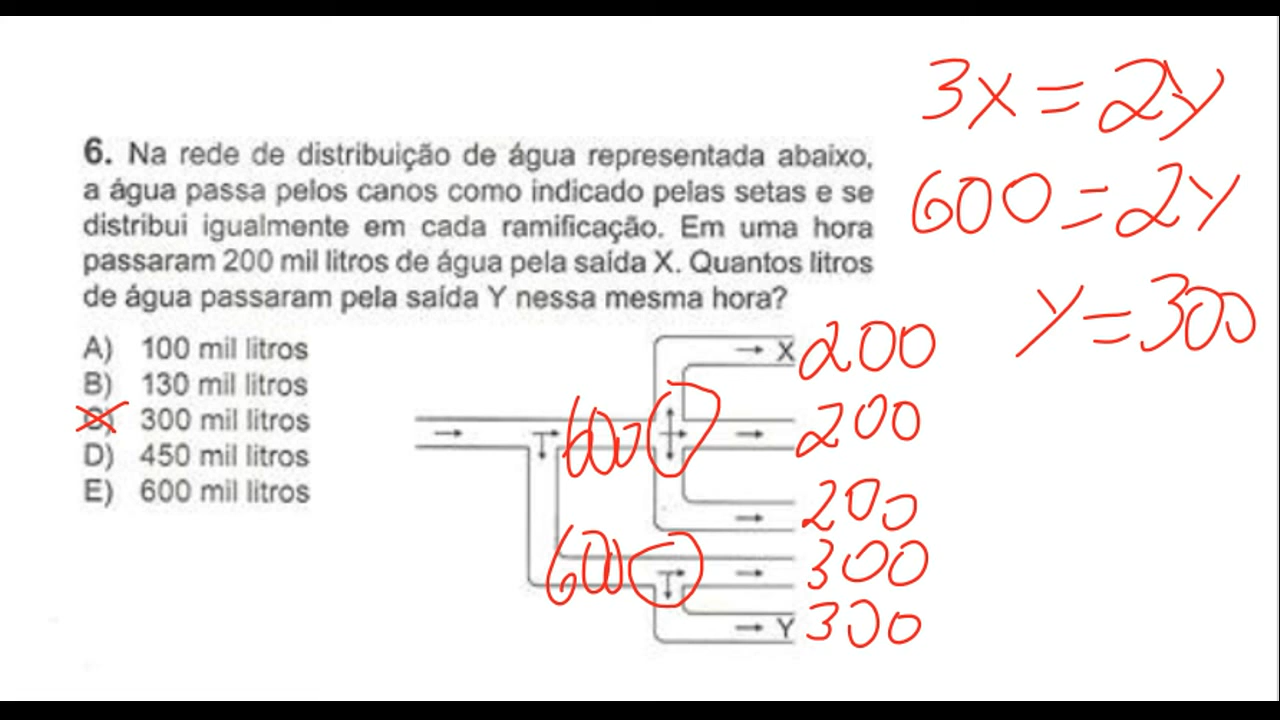 3x=2y
6. Na rede de distribuição de água representada abaixo,
a água passa pelos canos como indicado pelas setas e se
distribui igualmente em cada ramificação. Em uma hora
passaram 200 mil litros de água pela saída X. Quantos litros
de água passaram pela saída Y nessa mesma hora?
600=2y
y=300
A) 100 mil litros
B) 130 mil litros
C) 300 mil litros
D) 450 mil litros
E) 600 mil litros
X 200
600 200
200
600 300
Y 300